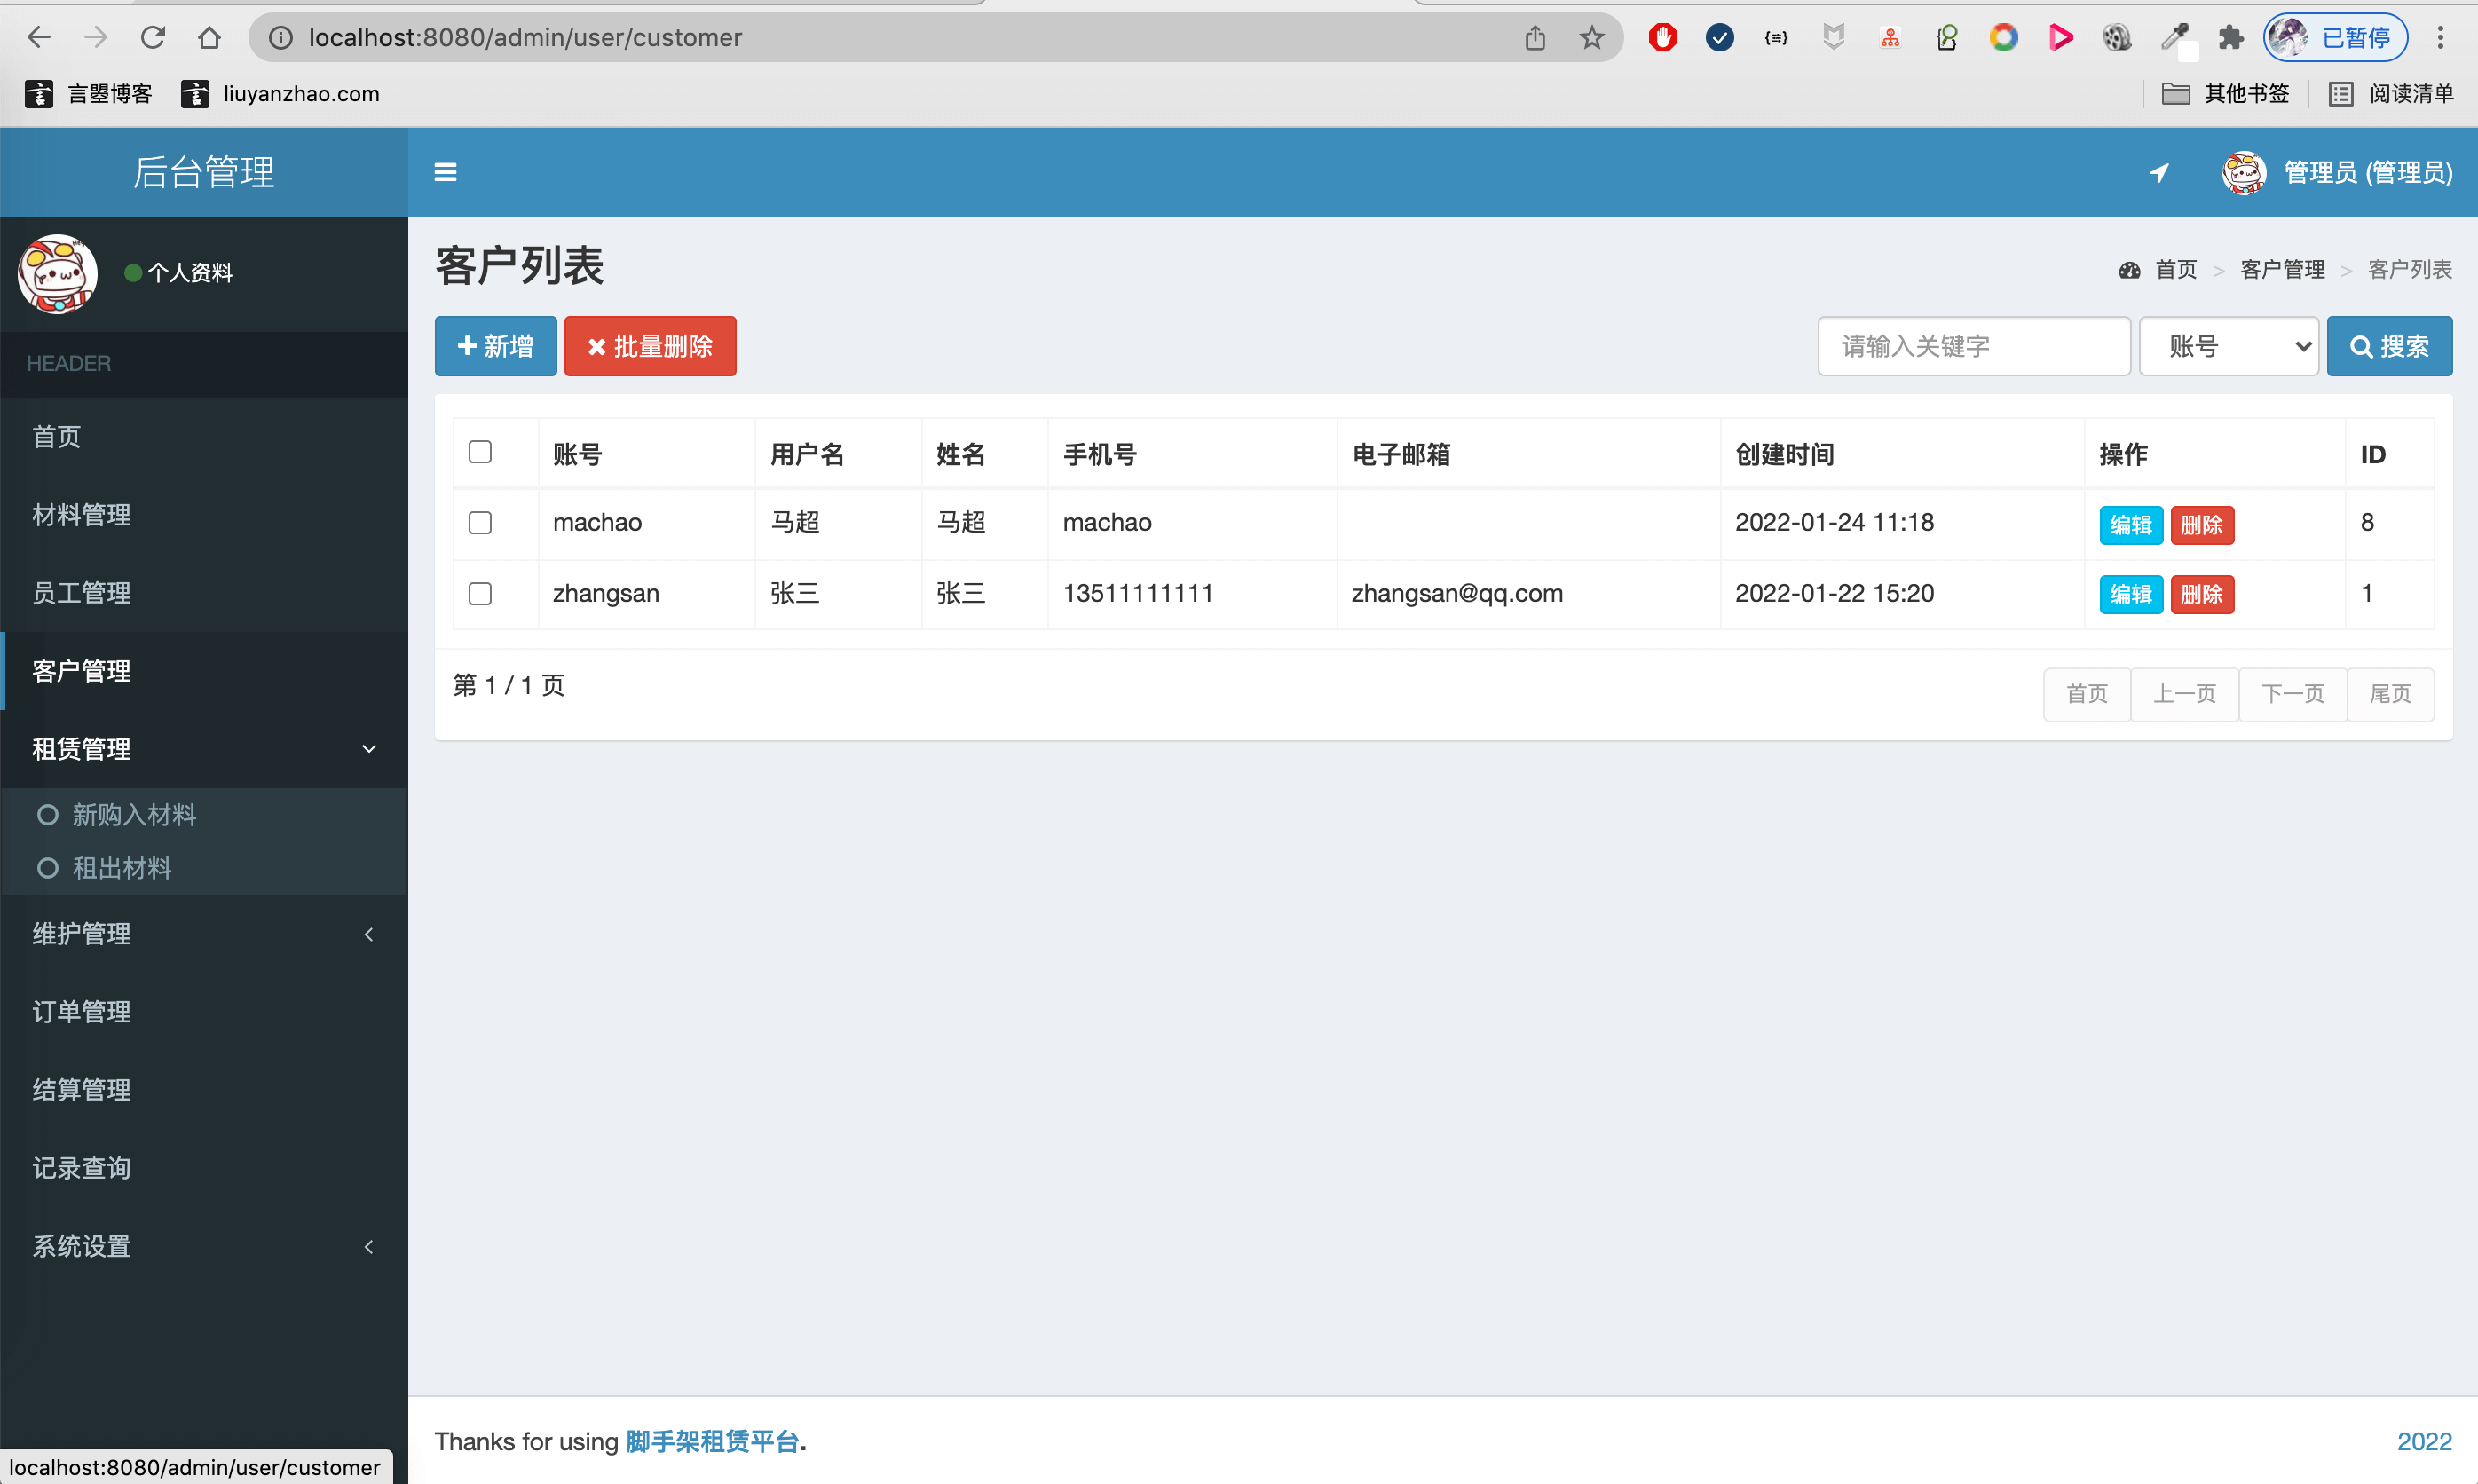 localhost:8080/admin/user/customer
已暂停
言曌博客
liuyanzhao.com
其他书签
阅读清单
后台管理
管理员 (管理员)
个人资料
HEADER
首页
材料管理
员工管理
客户管理
租赁管理
新购入材料
租出材料
维护管理
订单管理
结算管理
记录查询
系统设置
客户列表
首页 > 客户管理 > 客户列表
新增 批量删除
请输入关键字 账号 搜索
账号 用户名 姓名 手机号 电子邮箱 创建时间 操作 ID
machao 马超 马超 machao 2022-01-24 11:18 编辑 删除 8
zhangsan 张三 张三 13511111111 zhangsan@qq.com 2022-01-22 15:20 编辑 删除 1
第 1 / 1 页
首页 上一页 下一页 尾页
Thanks for using 脚手架租赁平台.
2022
localhost:8080/admin/user/customer